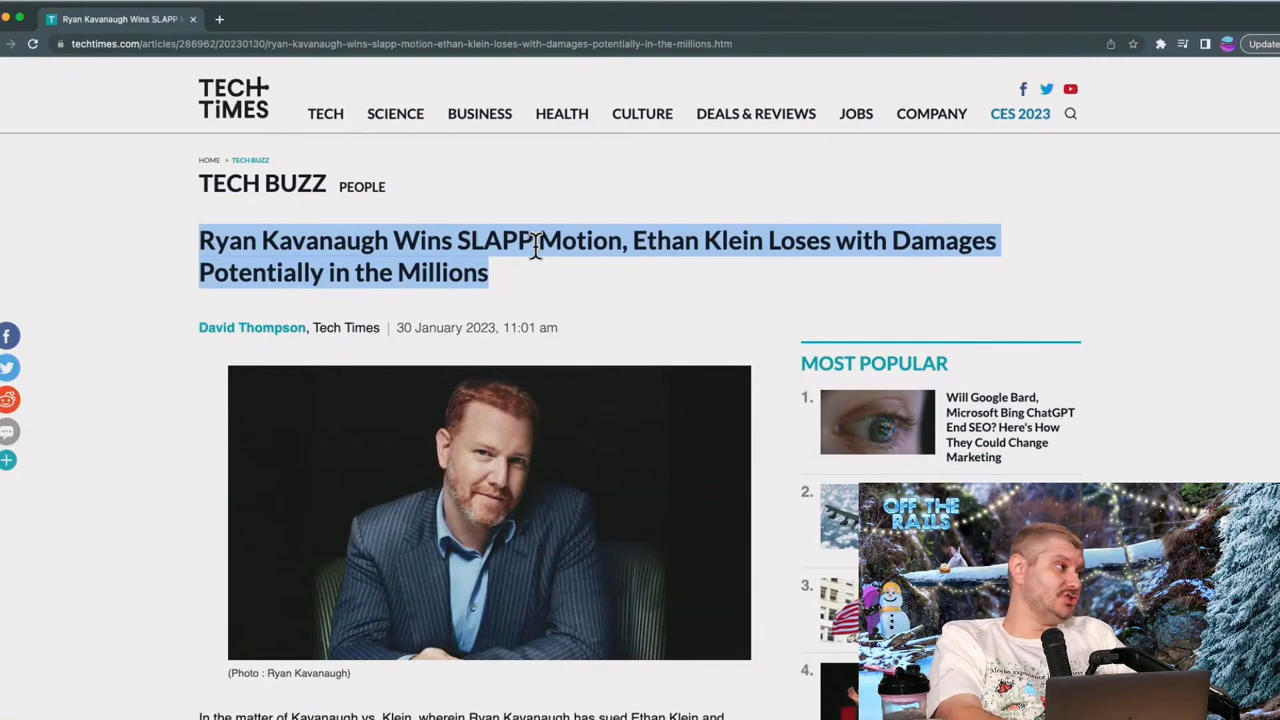 Ryan Kavanaugh Wins SLAPP M
techtimes.com/articles/286962/20230130/ryan-kavanaugh-wins-slapp-motion-ethan-klein-loses-with-damages-potentially-in-the-millions.htm
Update
TECH
TiMES
TECH SCIENCE BUSINESS HEALTH CULTURE DEALS & REVIEWS JOBS COMPANY CES 2023
HOME > TECH BUZZ
TECH BUZZ PEOPLE
Ryan Kavanaugh Wins SLAPP Motion, Ethan Klein Loses with Damages
Potentially in the Millions
David Thompson, Tech Times | 30 January 2023, 11:01 am
MOST POPULAR
1.
Will Google Bard,
Microsoft Bing ChatGPT
End SEO? Here's How
They Could Change
Marketing
2.
3.
4.
OFF THE
RAILS
(Photo : Ryan Kavanaugh)
In the matter of Kavanaugh vs. Klein, wherein Ryan Kavanaugh has sued Ethan Klein and